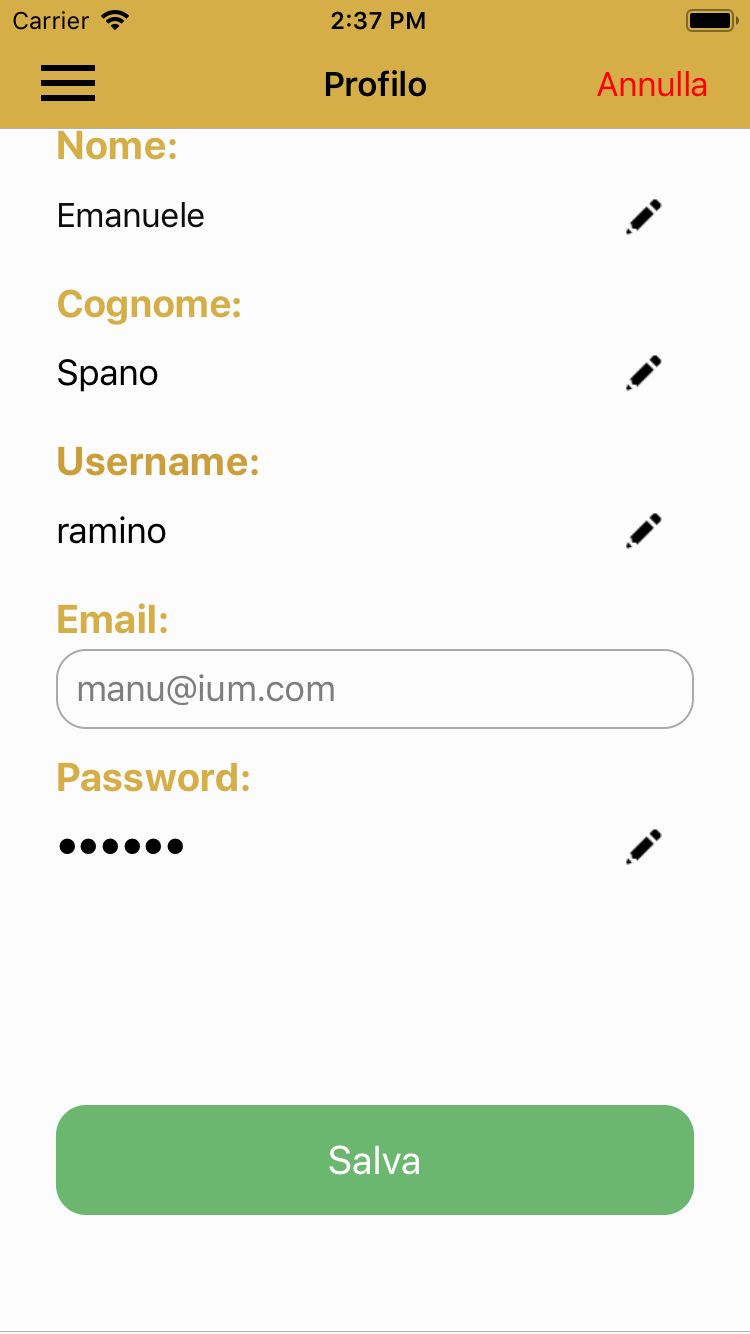 Carrier 2:37 PM
Profilo Annulla
Nome:
Emanuele
Cognome:
Spano
Username:
ramino
Email:
manu@ium.com
Password:
••••••
Salva